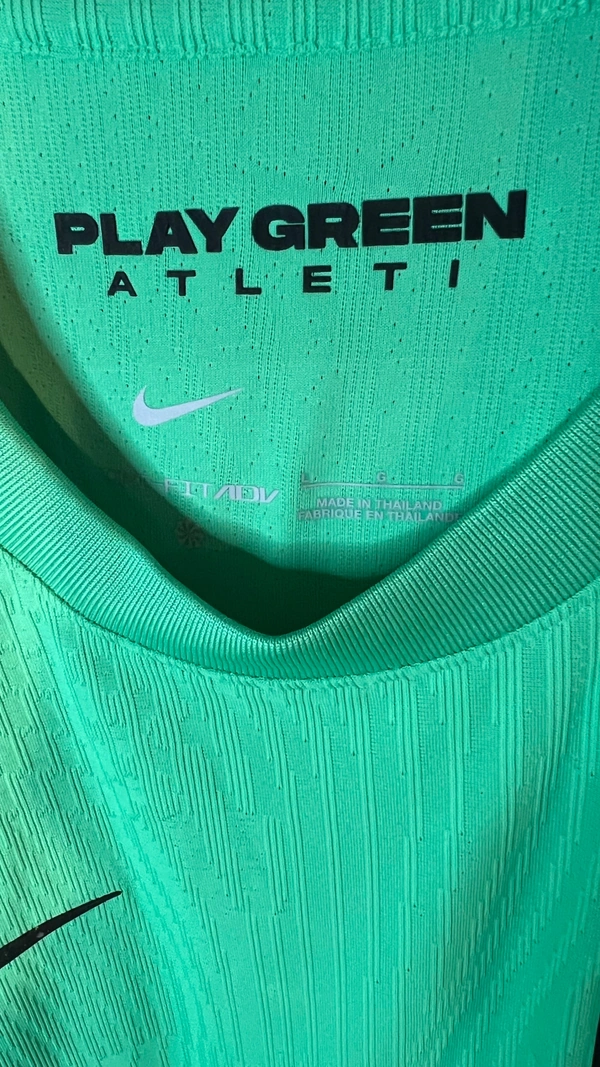 PLAY GREEN
ATLETI
FIT ADV
L G G
MADE IN THAILAND
FABRIQUE EN THAILANDE